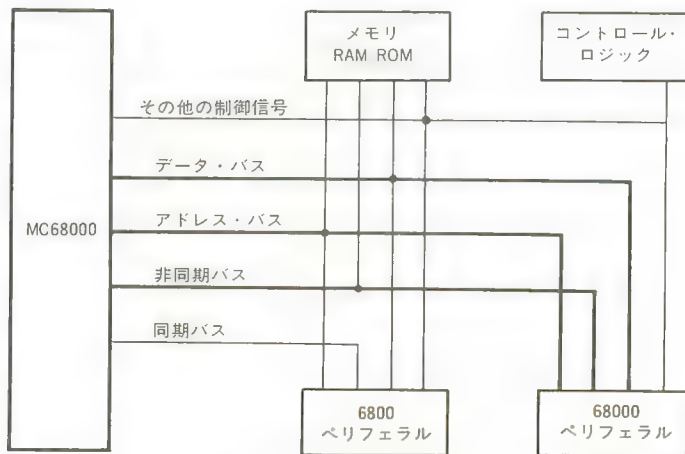 メモリ
RAM ROM
コントロール・
ロジック
その他の制御信号
データ・バス
アドレス・バス
MC68000
非同期バス
同期バス
6800
ペリフェラル
68000
ペリフェラル